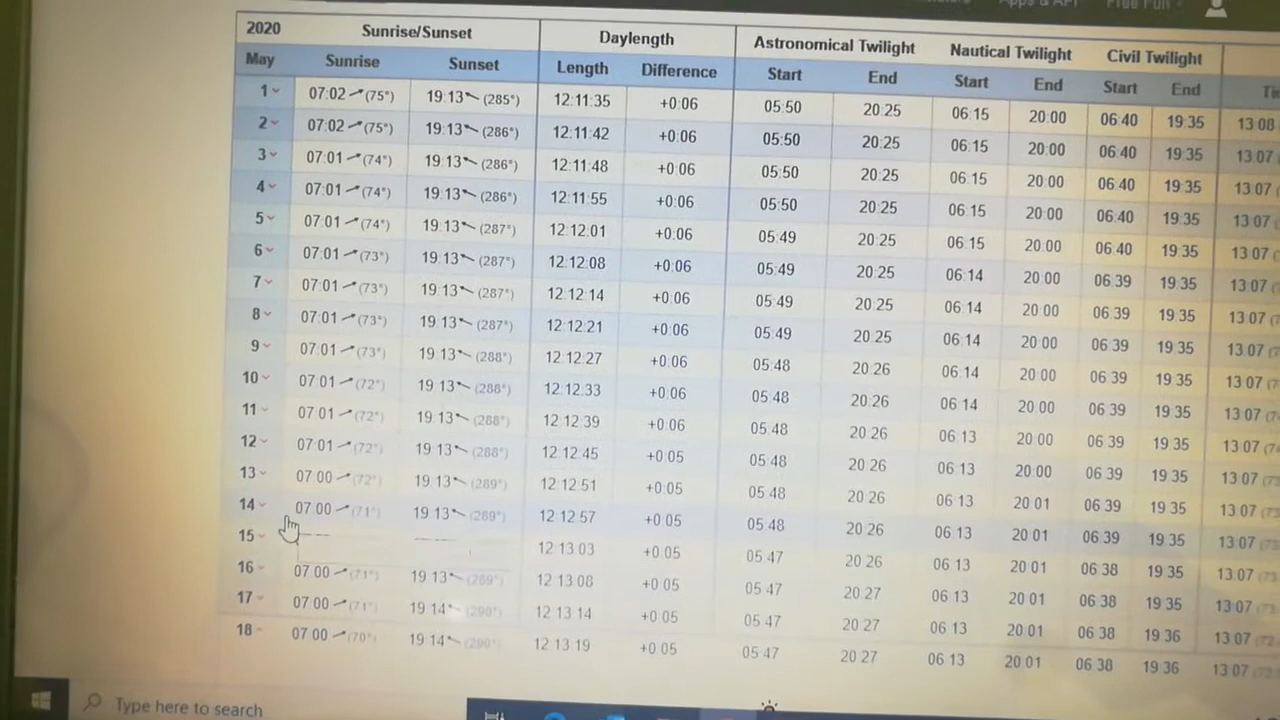 Apps & API Free Fun
2020 Sunrise/Sunset Daylength Astronomical Twilight Nautical Twilight Civil Twilight
May Sunrise Sunset Length Difference Start End Start End Start End
1 07:02 (75°) 19:13 (285°) 12:11:35 +0:06 05:50 20:25 06:15 20:00 06:40 19:35 13:08
2 07:02 (75°) 19:13 (286°) 12:11:42 +0:06 05:50 20:25 06:15 20:00 06:40 19:35 13:07
3 07:01 (74°) 19:13 (286°) 12:11:48 +0:06 05:50 20:25 06:15 20:00 06:40 19:35 13:07
4 07:01 (74°) 19:13 (286°) 12:11:55 +0:06 05:50 20:25 06:15 20:00 06:40 19:35 13:07
5 07:01 (74°) 19:13 (287°) 12:12:01 +0:06 05:49 20:25 06:15 20:00 06:40 19:35 13:07
6 07:01 (73°) 19:13 (287°) 12:12:08 +0:06 05:49 20:25 06:14 20:00 06:39 19:35 13:07
7 07:01 (73°) 19:13 (287°) 12:12:14 +0:06 05:49 20:25 06:14 20:00 06:39 19:35 13:07
8 07:01 (73°) 19:13 (287°) 12:12:21 +0:06 05:49 20:25 06:14 20:00 06:39 19:35 13:07
9 07:01 (73°) 19:13 (288°) 12:12:27 +0:06 05:48 20:26 06:14 20:00 06:39 19:35 13:07
10 07:01 (72°) 19:13 (288°) 12:12:33 +0:06 05:48 20:26 06:14 20:00 06:39 19:35 13:07
11 07:01 (72°) 19:13 (288°) 12:12:39 +0:06 05:48 20:26 06:13 20:00 06:39 19:35 13:07
12 07:01 (72°) 19:13 (288°) 12:12:45 +0:05 05:48 20:26 06:13 20:00 06:39 19:35 13:07
13 07:00 (72°) 19:13 (289°) 12:12:51 +0:05 05:48 20:26 06:13 20:01 06:39 19:35 13:07
14 07:00 (71°) 19:13 (289°) 12:12:57 +0:05 05:48 20:26 06:13 20:01 06:39 19:35 13:07
15 12:13:03 +0:05 05:47 20:26 06:13 20:01 06:38 19:35 13:07
16 07:00 (71°) 19:13 (289°) 12:13:08 +0:05 05:47 20:27 06:13 20:01 06:38 19:35 13:07
17 07:00 (71°) 19:14 (290°) 12:13:14 +0:05 05:47 20:27 06:13 20:01 06:38 19:36 13:07
18 07:00 (70°) 19:14 (290°) 12:13:19 +0:05 05:47 20:27 06:13 20:01 06:38 19:36 13:07
Type here to search